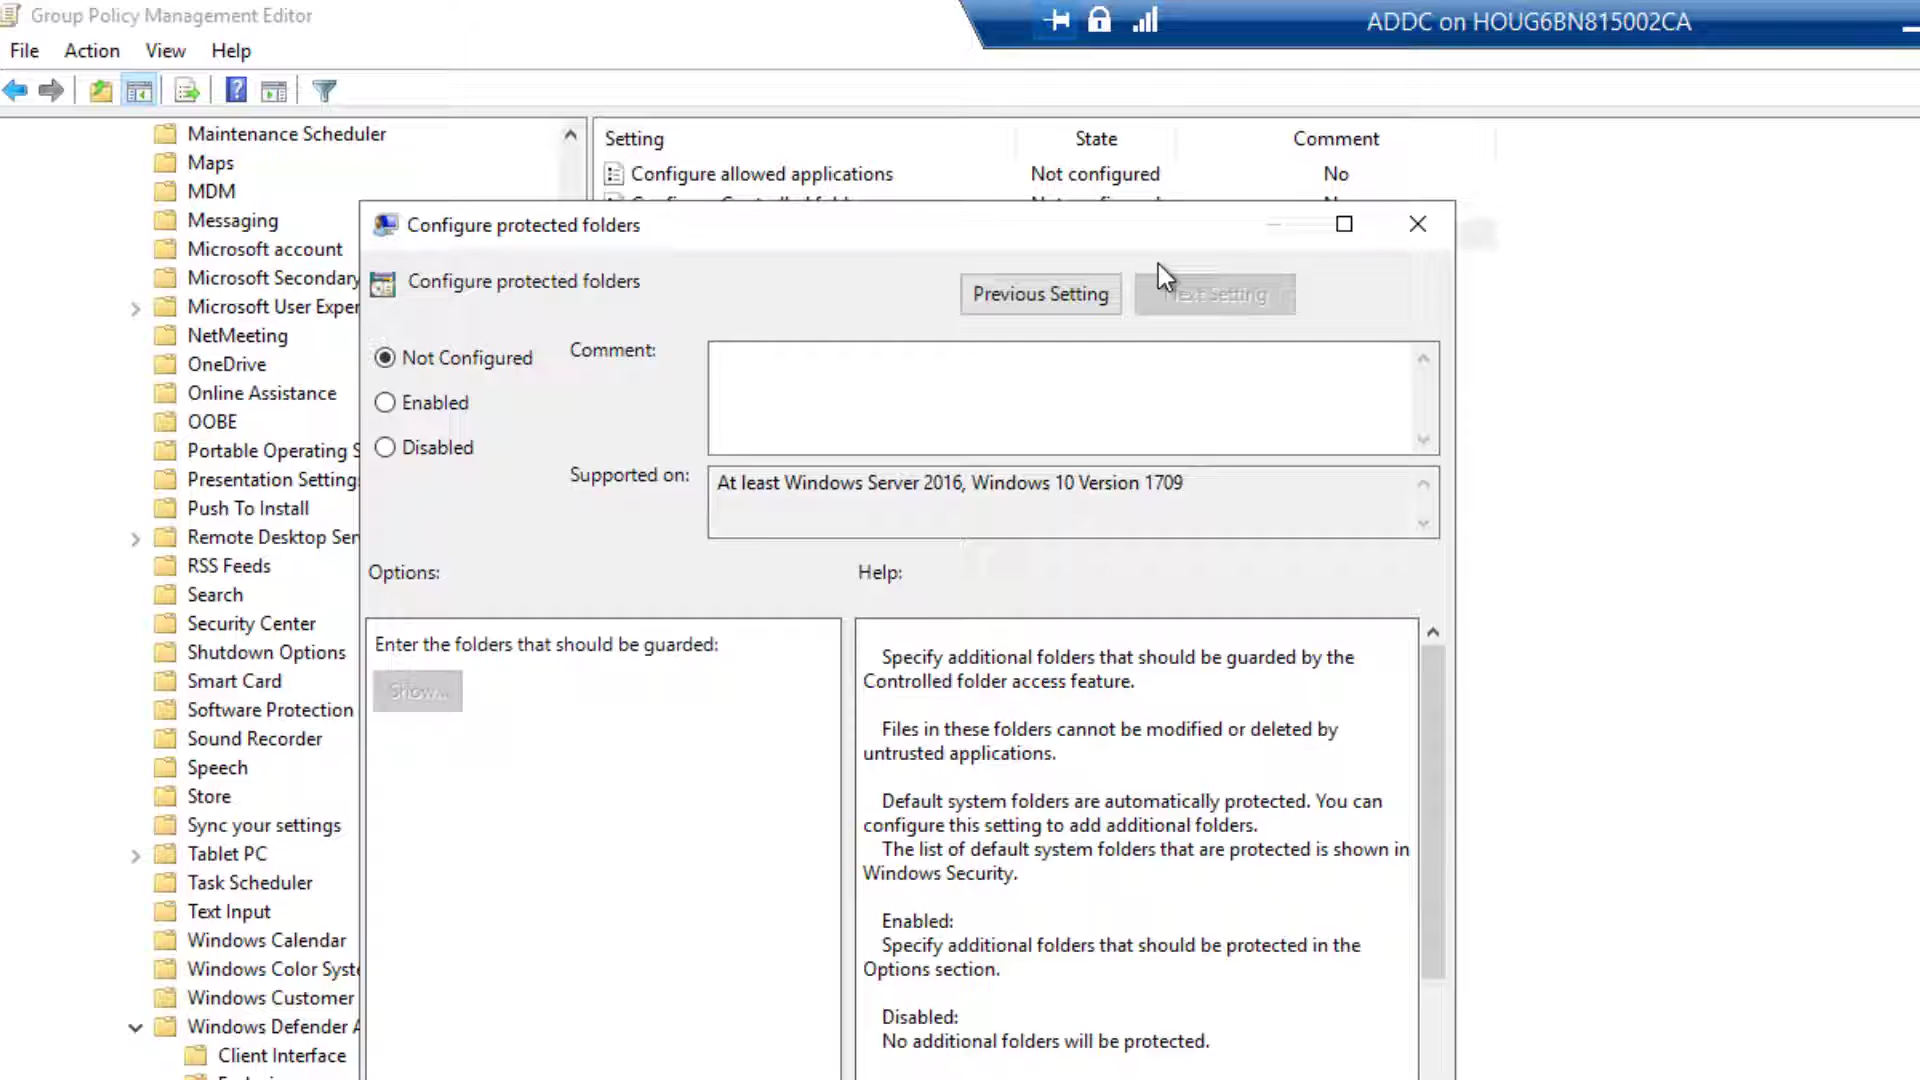 Group Policy Management Editor
ADDC on HOUG6BN815002CA
File Action View Help
Maintenance Scheduler
Maps
MDM
Messaging
Microsoft account
Microsoft Secondary
Microsoft User Exper
NetMeeting
OneDrive
Online Assistance
OOBE
Portable Operating S
Presentation Setting
Push To Install
Remote Desktop Ser
RSS Feeds
Search
Security Center
Shutdown Options
Smart Card
Software Protection
Sound Recorder
Speech
Store
Sync your settings
Tablet PC
Task Scheduler
Text Input
Windows Calendar
Windows Color Syste
Windows Customer
Windows Defender A
Client Interface
Setting State Comment
Configure allowed applications Not configured No
Configure protected folders
Configure protected folders
Previous Setting
Next Setting
Not Configured
Enabled
Disabled
Comment:
Supported on:
At least Windows Server 2016, Windows 10 Version 1709
Options:
Help:
Enter the folders that should be guarded:
Show...
Specify additional folders that should be guarded by the
Controlled folder access feature.
Files in these folders cannot be modified or deleted by
untrusted applications.
Default system folders are automatically protected. You can
configure this setting to add additional folders.
The list of default system folders that are protected is shown in
Windows Security.
Enabled:
Specify additional folders that should be protected in the
Options section.
Disabled:
No additional folders will be protected.